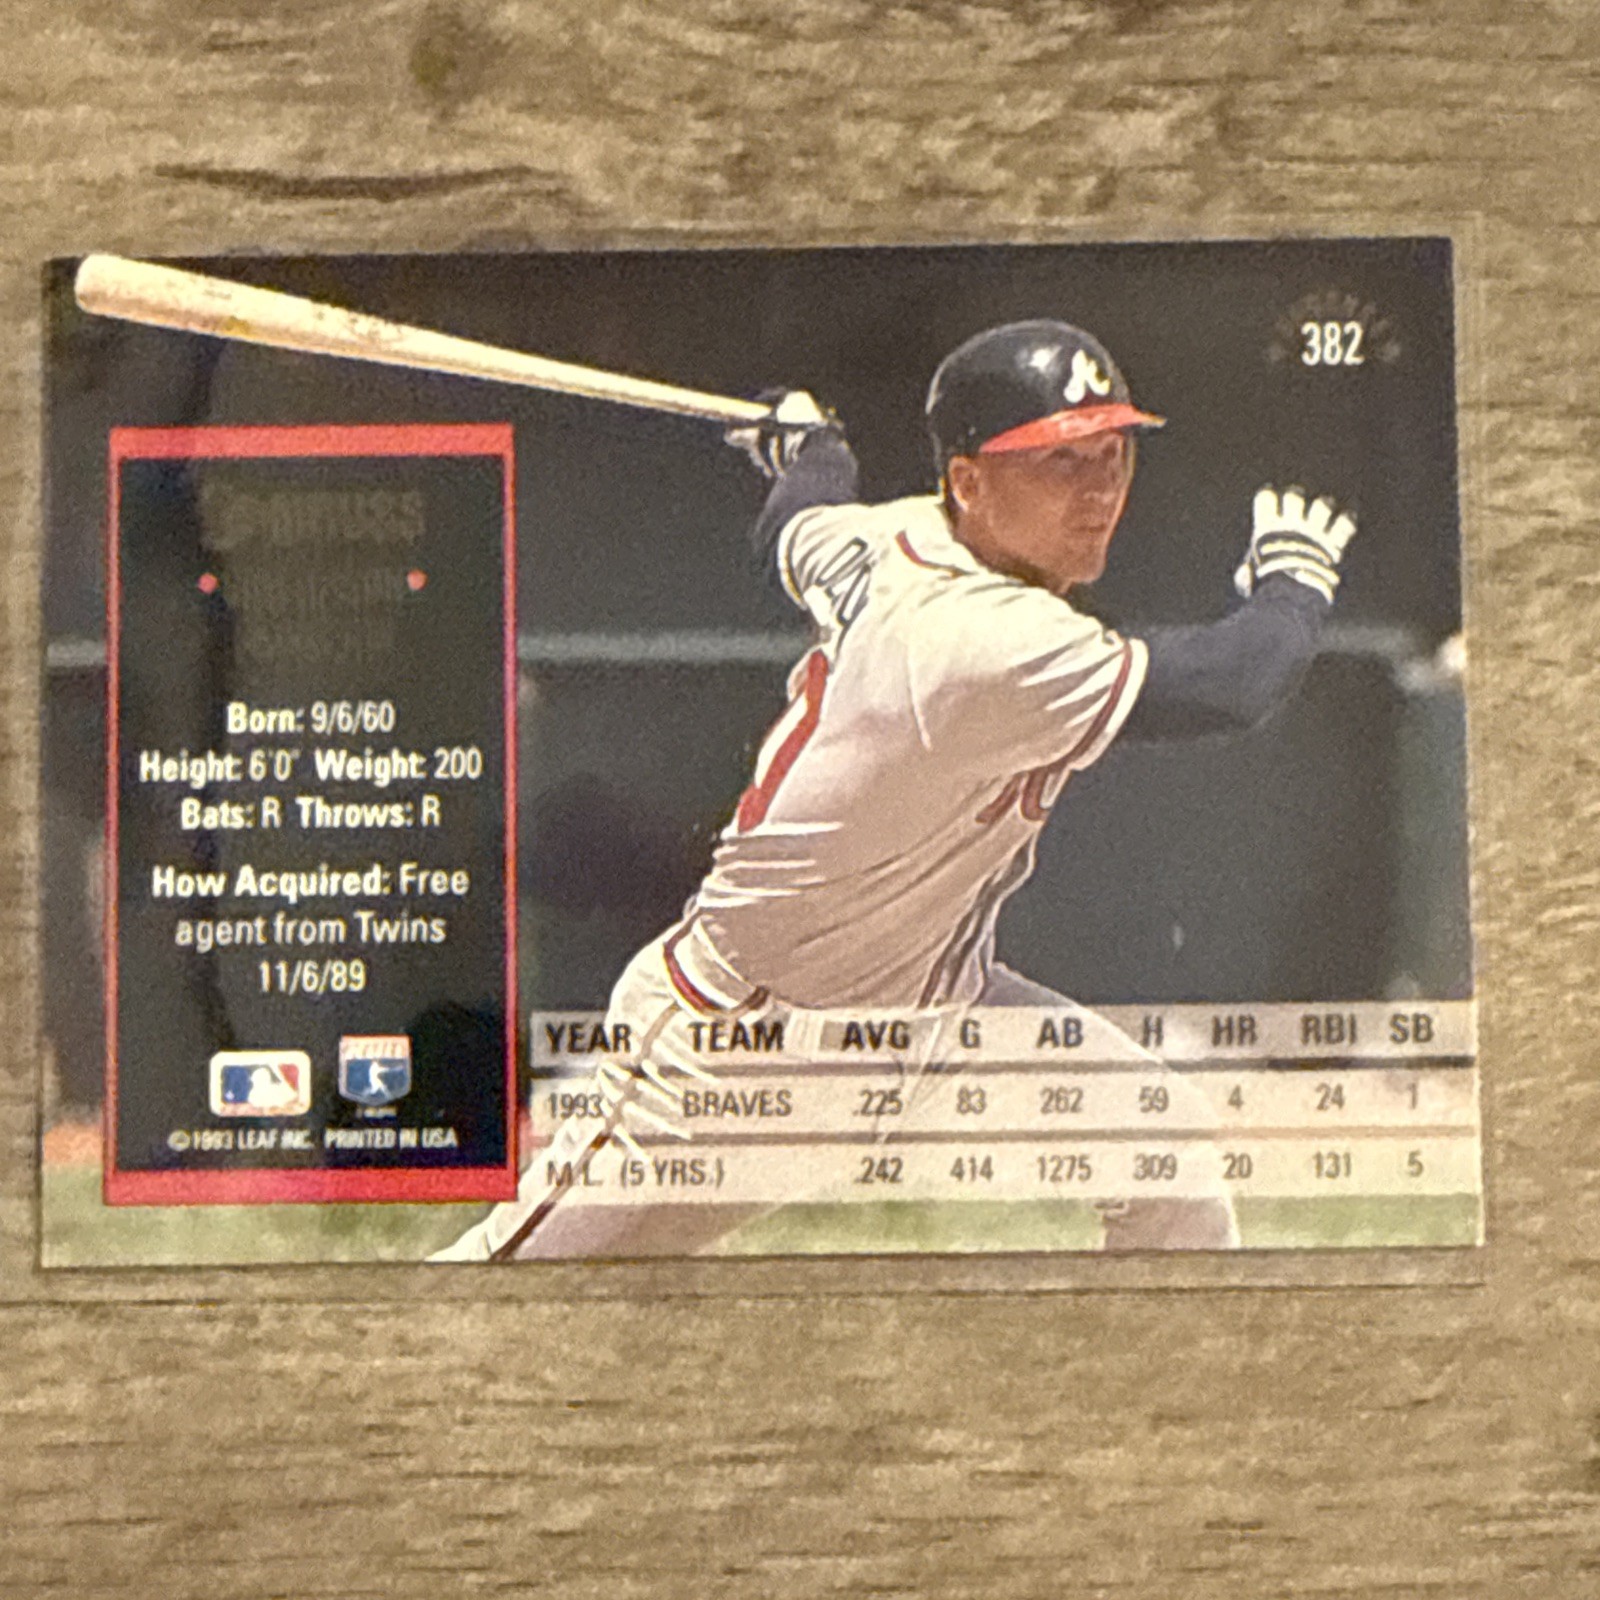 382
Born: 9/6/60
Height: 6'0" Weight: 200
Bats: R Throws: R
How Acquired: Free
agent from Twins
11/6/89
©1993 LEAF INC. PRINTED IN USA
YEAR TEAM AVG G AB H HR RBI SB
1993 BRAVES .225 83 262 59 4 24 1
M.L. (5 YRS.) .242 414 1275 309 20 131 5